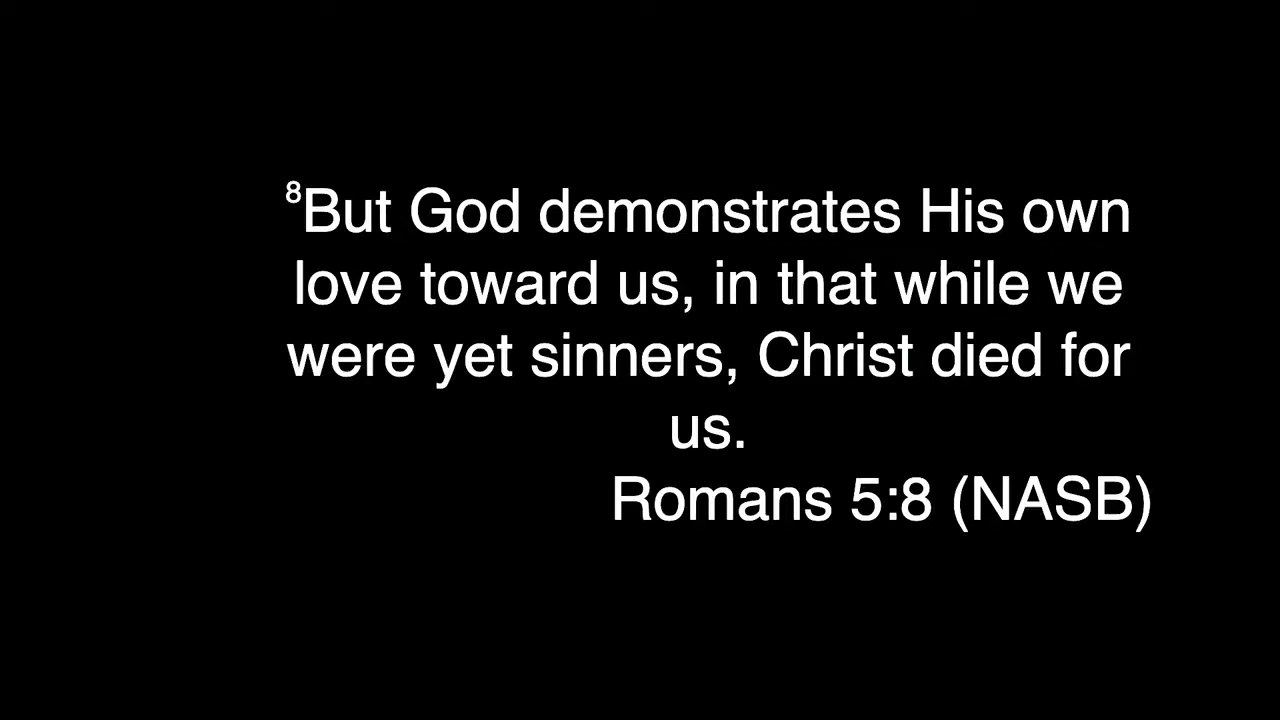 ⁸But God demonstrates His own
love toward us, in that while we
were yet sinners, Christ died for
us.
Romans 5:8 (NASB)